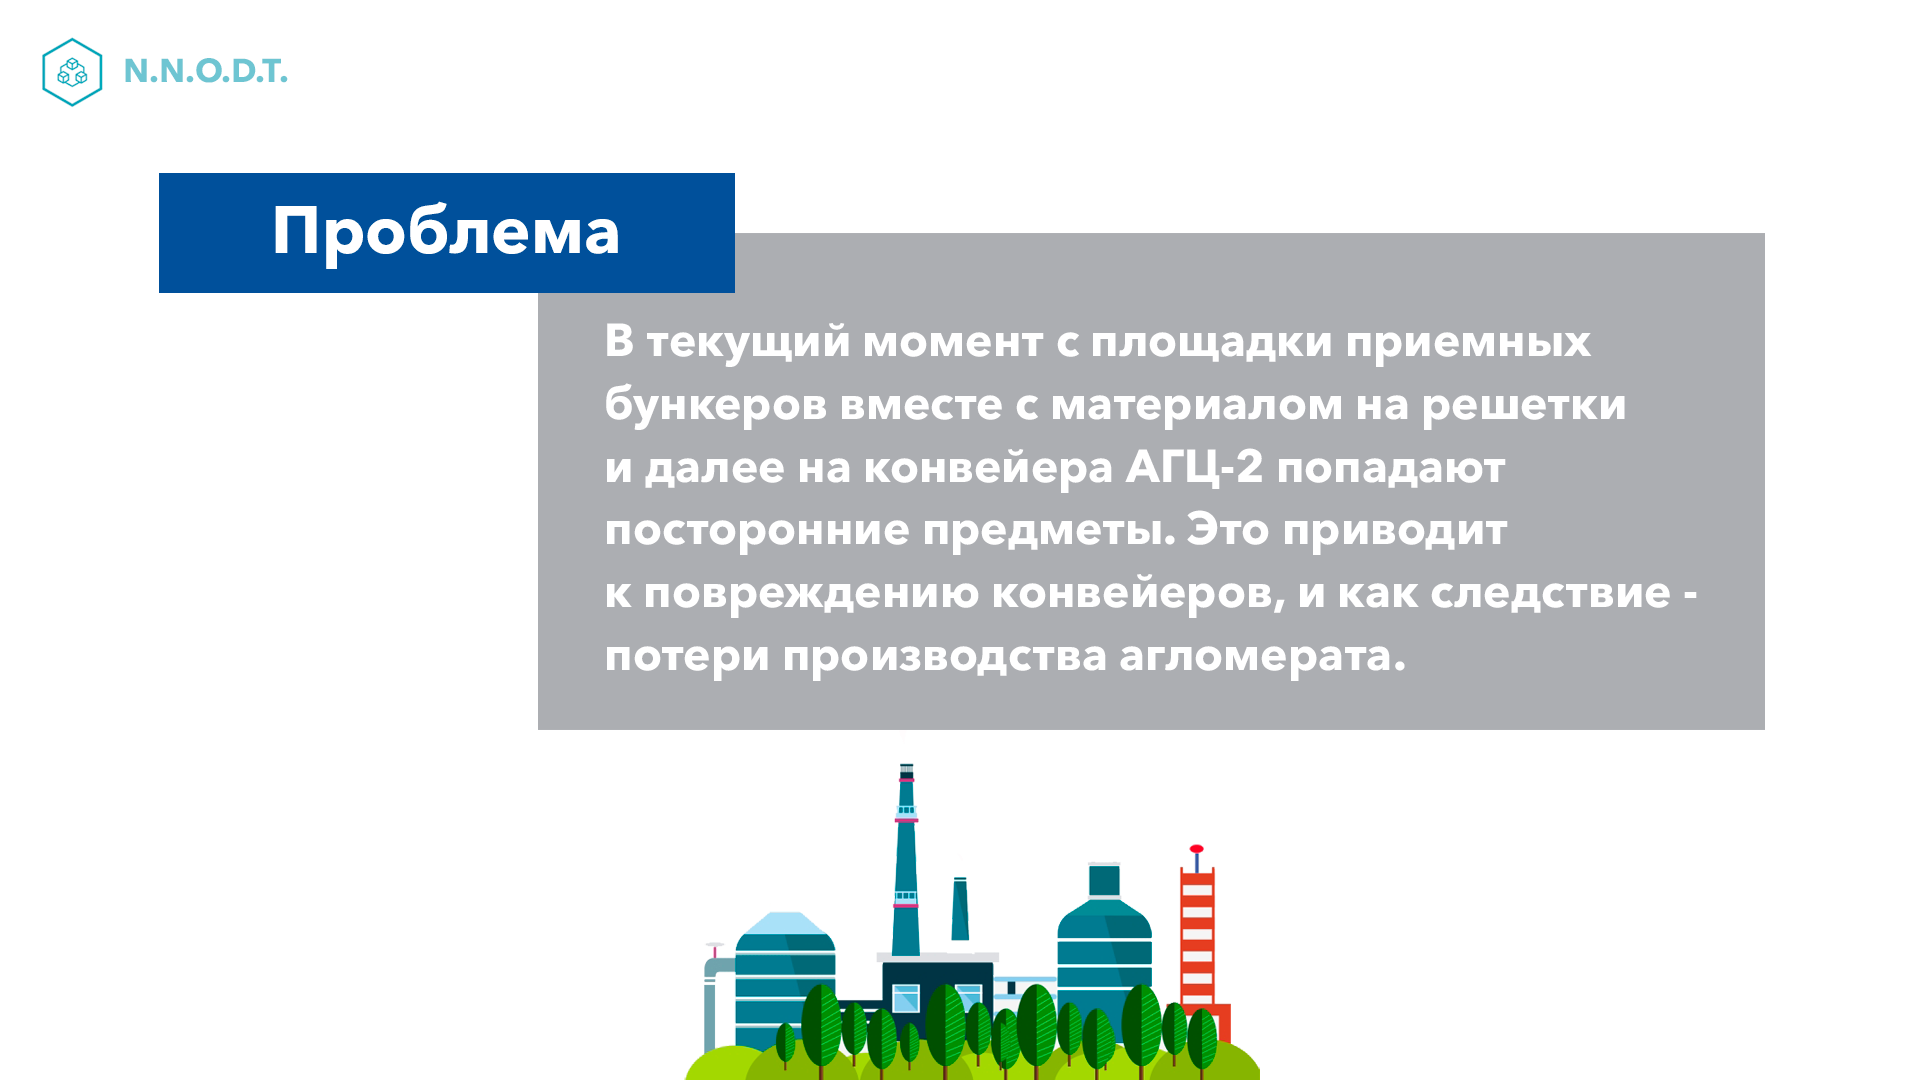 N.N.O.D.T.
Проблема
В текущий момент с площадки приемных
бункеров вместе с материалом на решетки
и далее на конвейера АГЦ-2 попадают
посторонние предметы. Это приводит
к повреждению конвейеров, и как следствие -
потери производства агломерата.